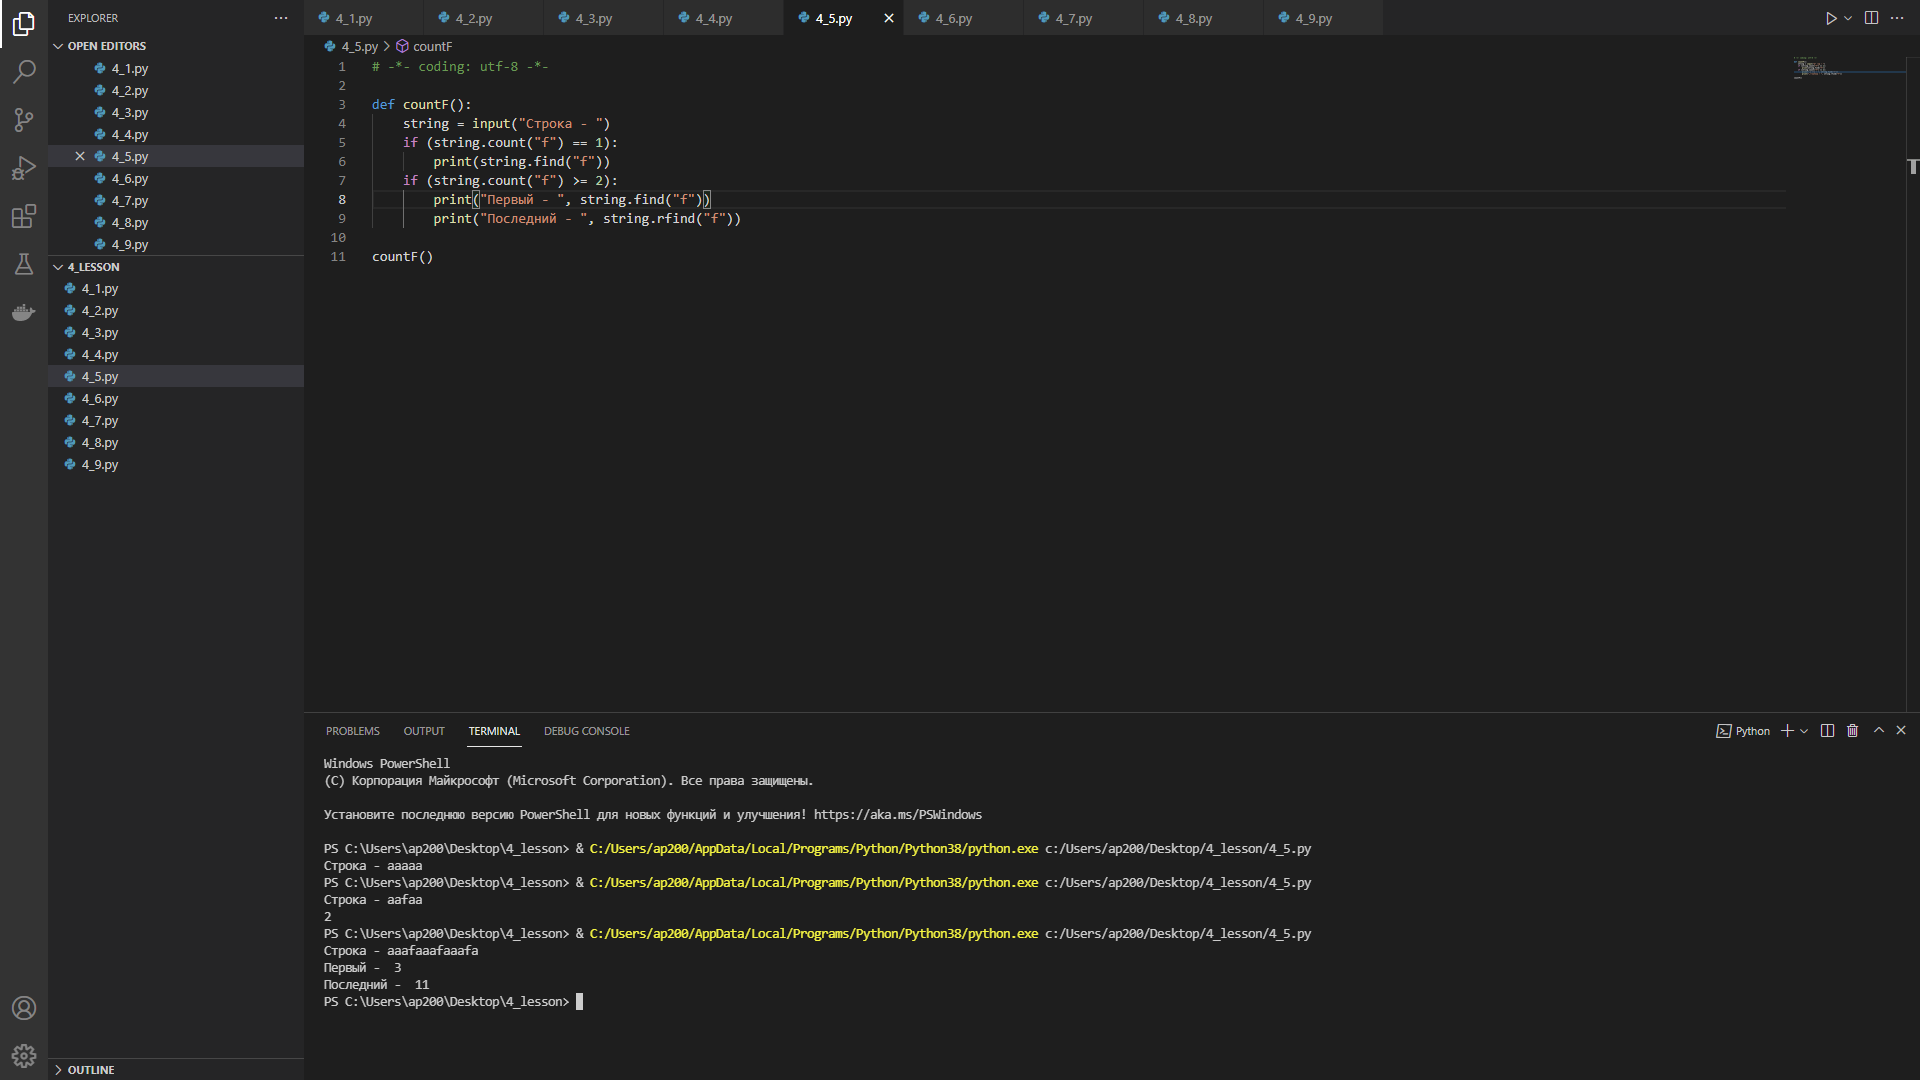 EXPLORER
OPEN EDITORS
4_1.py
4_2.py
4_3.py
4_4.py
4_5.py
4_6.py
4_7.py
4_8.py
4_9.py
4_LESSON
4_1.py
4_2.py
4_3.py
4_4.py
4_5.py
4_6.py
4_7.py
4_8.py
4_9.py
OUTLINE
4_1.py 4_2.py 4_3.py 4_4.py 4_5.py 4_6.py 4_7.py 4_8.py 4_9.py
4_5.py > countF
1 # -*- coding: utf-8 -*-
2
3 def countF():
4 string = input("Строка - ")
5 if (string.count("f") == 1):
6 print(string.find("f"))
7 if (string.count("f") >= 2):
8 print("Первый - ", string.find("f"))
9 print("Последний - ", string.rfind("f"))
10
11 countF()
PROBLEMS OUTPUT TERMINAL DEBUG CONSOLE
Python
Windows PowerShell
(C) Корпорация Майкрософт (Microsoft Corporation). Все права защищены.
Установите последнюю версию PowerShell для новых функций и улучшения! https://aka.ms/PSWindows
PS C:\Users\ap200\Desktop\4_lesson> & C:/Users/ap200/AppData/Local/Programs/Python/Python38/python.exe c:/Users/ap200/Desktop/4_lesson/4_5.py
Строка - aaaaa
PS C:\Users\ap200\Desktop\4_lesson> & C:/Users/ap200/AppData/Local/Programs/Python/Python38/python.exe c:/Users/ap200/Desktop/4_lesson/4_5.py
Строка - aafaa
2
PS C:\Users\ap200\Desktop\4_lesson> & C:/Users/ap200/AppData/Local/Programs/Python/Python38/python.exe c:/Users/ap200/Desktop/4_lesson/4_5.py
Строка - aaafaaafaaafa
Первый -  3
Последний -  11
PS C:\Users\ap200\Desktop\4_lesson>